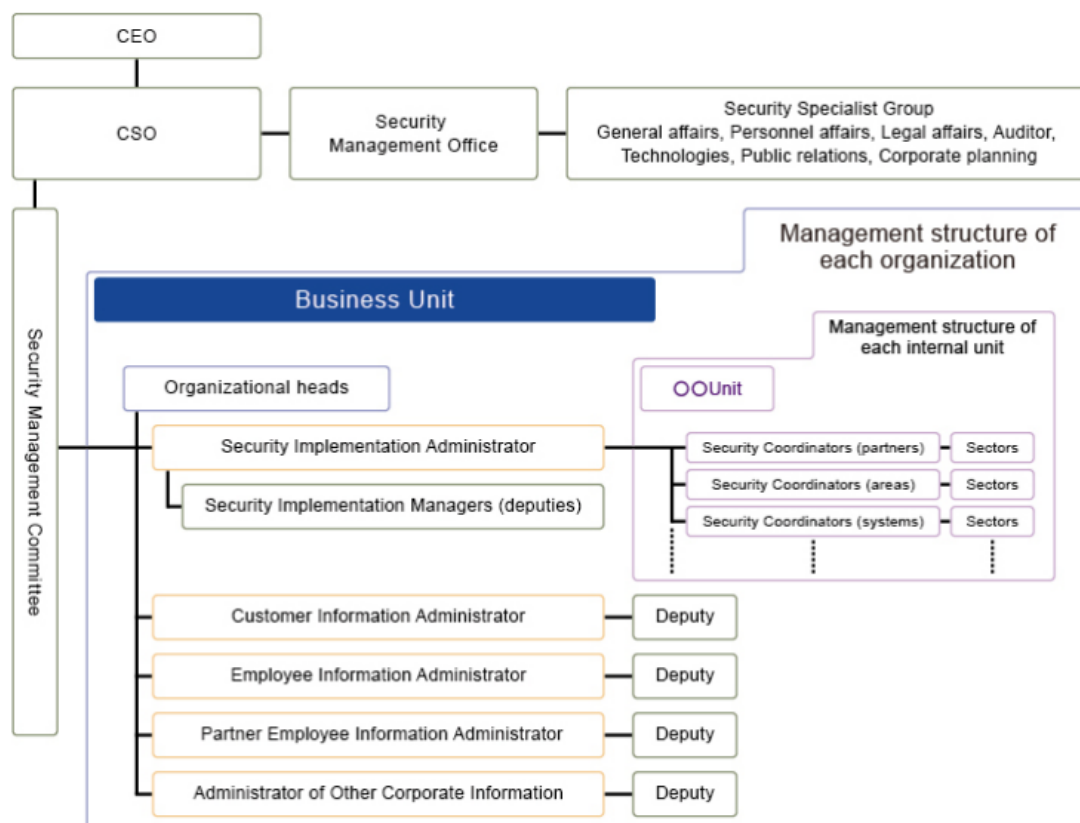 CEO
CSO
Security
Management Office
Security Specialist Group
General affairs, Personnel affairs, Legal affairs, Auditor,
Technologies, Public relations, Corporate planning
Security Management Committee
Management structure of
each organization
Business Unit
Management structure of
each internal unit
Organizational heads
〇〇Unit
Security Implementation Administrator
Security Coordinators (partners)
Sectors
Security Implementation Managers (deputies)
Security Coordinators (areas)
Sectors
Security Coordinators (systems)
Sectors
Customer Information Administrator
Deputy
Employee Information Administrator
Deputy
Partner Employee Information Administrator
Deputy
Administrator of Other Corporate Information
Deputy